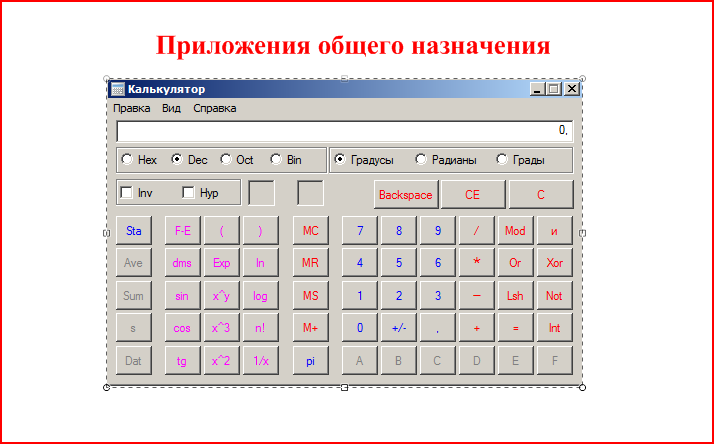 Приложения общего назначения
Калькулятор
Правка Вид Справка
0,
Hex Dec Oct Bin Градусы Радианы Грады
Inv Hyp Backspace CE C
Sta F-E ( ) MC 7 8 9 / Mod и
Ave dms Exp ln MR 4 5 6 * Or Xor
Sum sin x^y log MS 1 2 3 – Lsh Not
s cos x^3 n! M+ 0 +/- , + = Int
Dat tg x^2 1/x pi A B C D E F